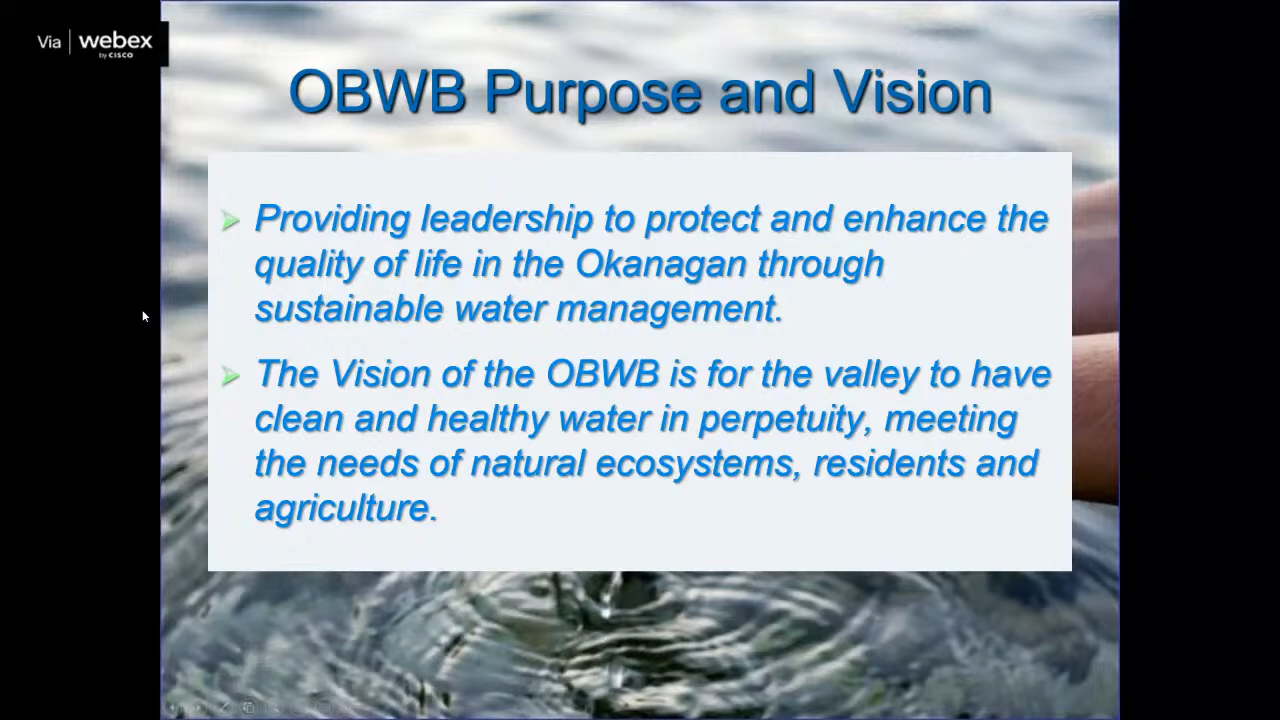 Via webex
by CISCO
OBWB Purpose and Vision
Providing leadership to protect and enhance the
quality of life in the Okanagan through
sustainable water management.
The Vision of the OBWB is for the valley to have
clean and healthy water in perpetuity, meeting
the needs of natural ecosystems, residents and
agriculture.